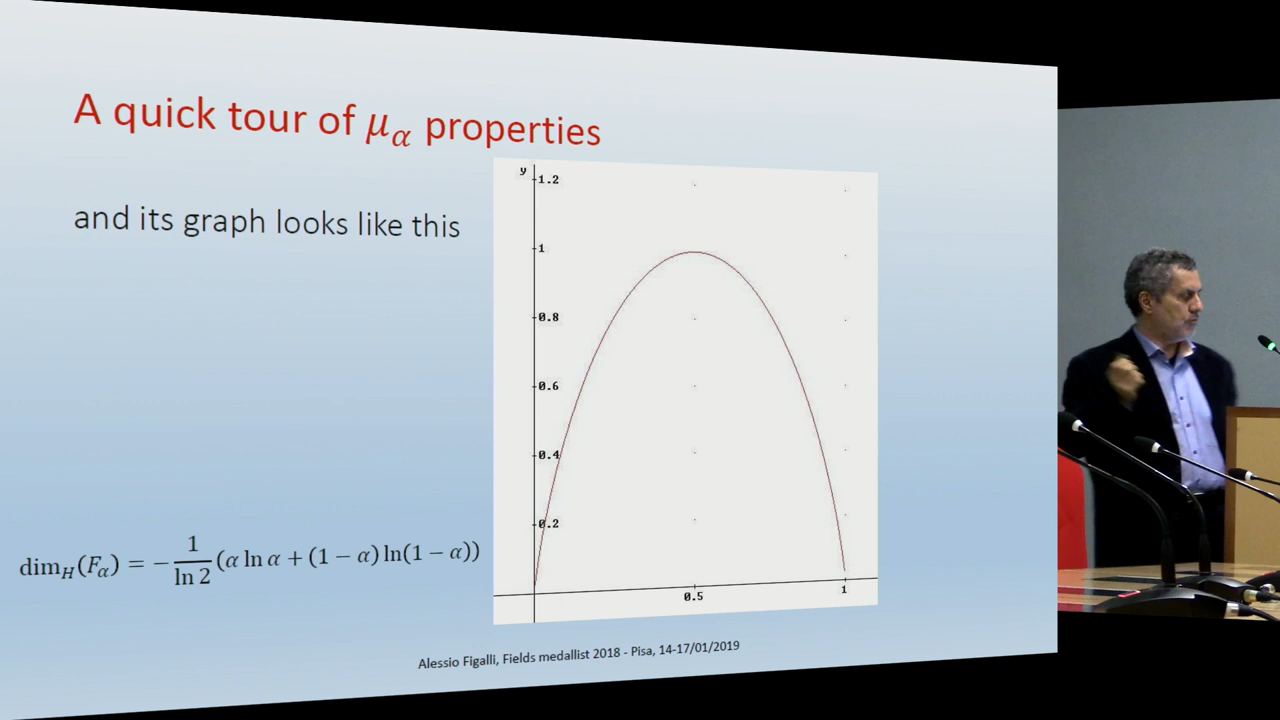 A quick tour of μ_α properties
and its graph looks like this
y
1.2
1
0.8
0.6
0.4
0.2
0.5
1
dim_H(F_α) = −\frac{1}{ln 2}(α ln α + (1 − α) ln(1 − α))
Alessio Figalli, Fields medallist 2018 - Pisa, 14-17/01/2019